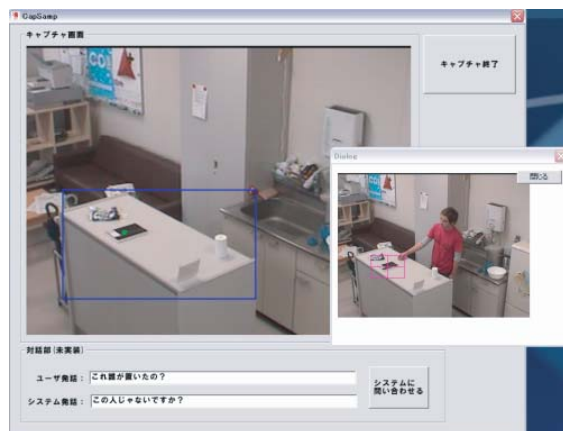 CapSamp
キャプチャ画面
キャプチャ終了
Dialog
閉じる
対話部(未実装)
ユーザ発話：
これ誰が置いたの？
システム発話：
この人じゃないですか？
システムに
問い合わせる